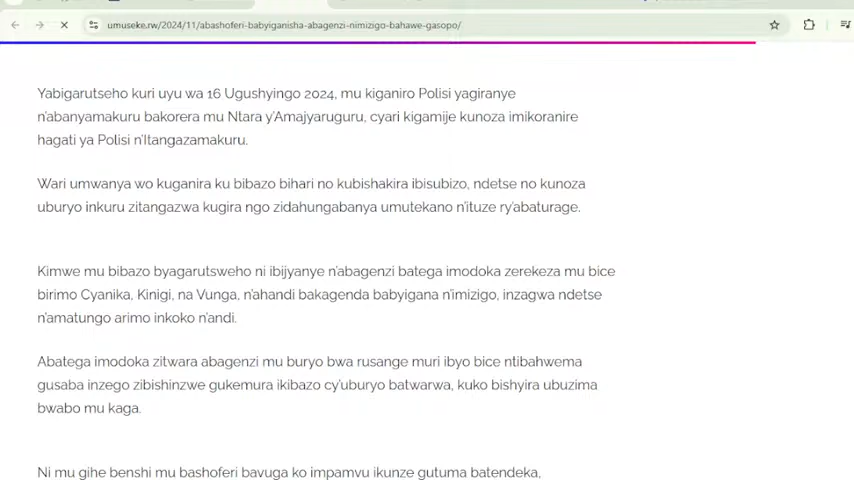 umuseke.rw/2024/11/abashoferi-babyiganisha-abagenzi-nimizigo-bahawe-gasopo/
Yabigarutseho kuri uyu wa 16 Ugushyingo 2024, mu kiganiro Polisi yagiranye
n'abanyamakuru bakorera mu Ntara y'Amajyaruguru, cyari kigamije kunoza imikoranire
hagati ya Polisi n'Itangazamakuru.
Wari umwanya wo kuganira ku bibazo bihari no kubishakira ibisubizo, ndetse no kunoza
uburyo inkuru zitangazwa kugira ngo zidahungabanya umutekano n'ituze ry'abaturage.
Kimwe mu bibazo byagarutsweho ni ibijyanye n'abagenzi batega imodoka zerekeza mu bice
birimo Cyanika, Kinigi, na Vunga, n'ahandi bakagenda babyigana n'imizigo, inzagwa ndetse
n'amatungo arimo inkoko n'andi.
Abatega imodoka zitwara abagenzi mu buryo bwa rusange muri ibyo bice ntibahwema
gusaba inzego zibishinzwe gukemura ikibazo cy'uburyo batwarwa, kuko bishyira ubuzima
bwabo mu kaga.
Ni mu gihe benshi mu bashoferi bavuga ko impamvu ikunze gutuma batendeka,